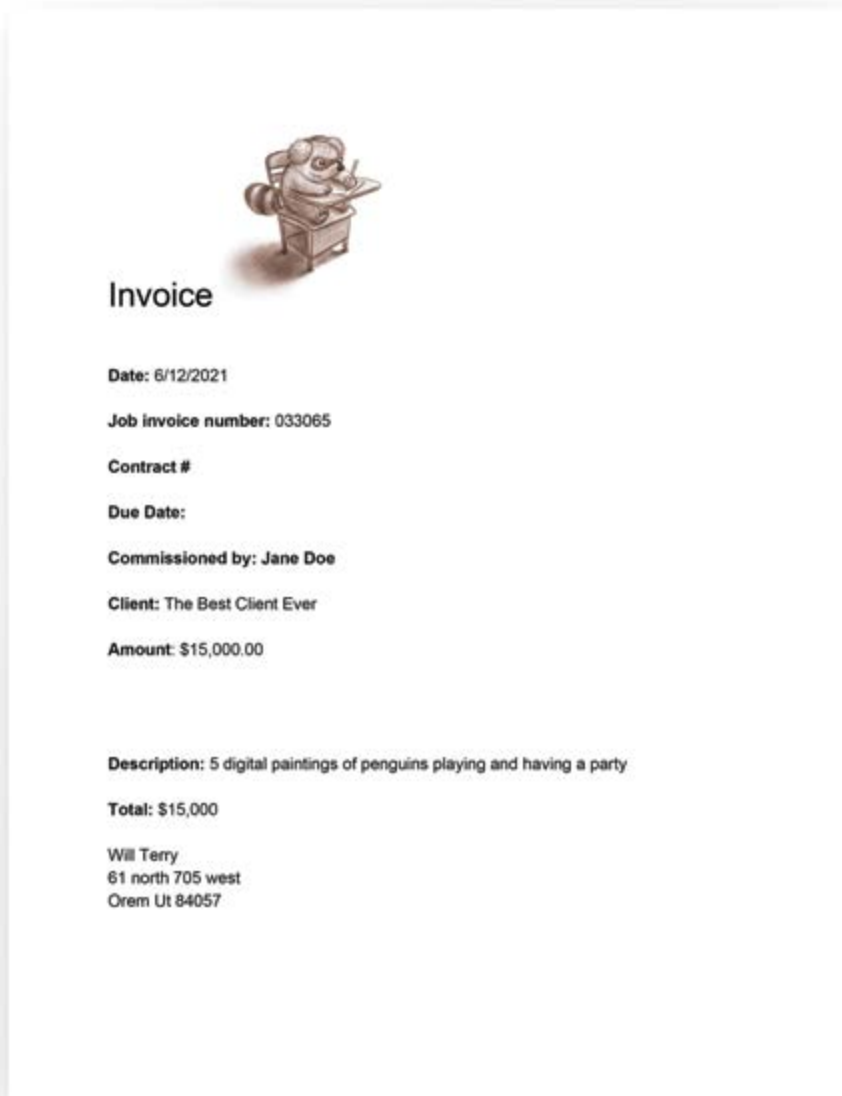 Invoice
Date: 6/12/2021
Job invoice number: 033065
Contract #
Due Date:
Commissioned by: Jane Doe
Client: The Best Client Ever
Amount: $15,000.00
Description: 5 digital paintings of penguins playing and having a party
Total: $15,000
Will Terry
61 north 705 west
Orem Ut 84057